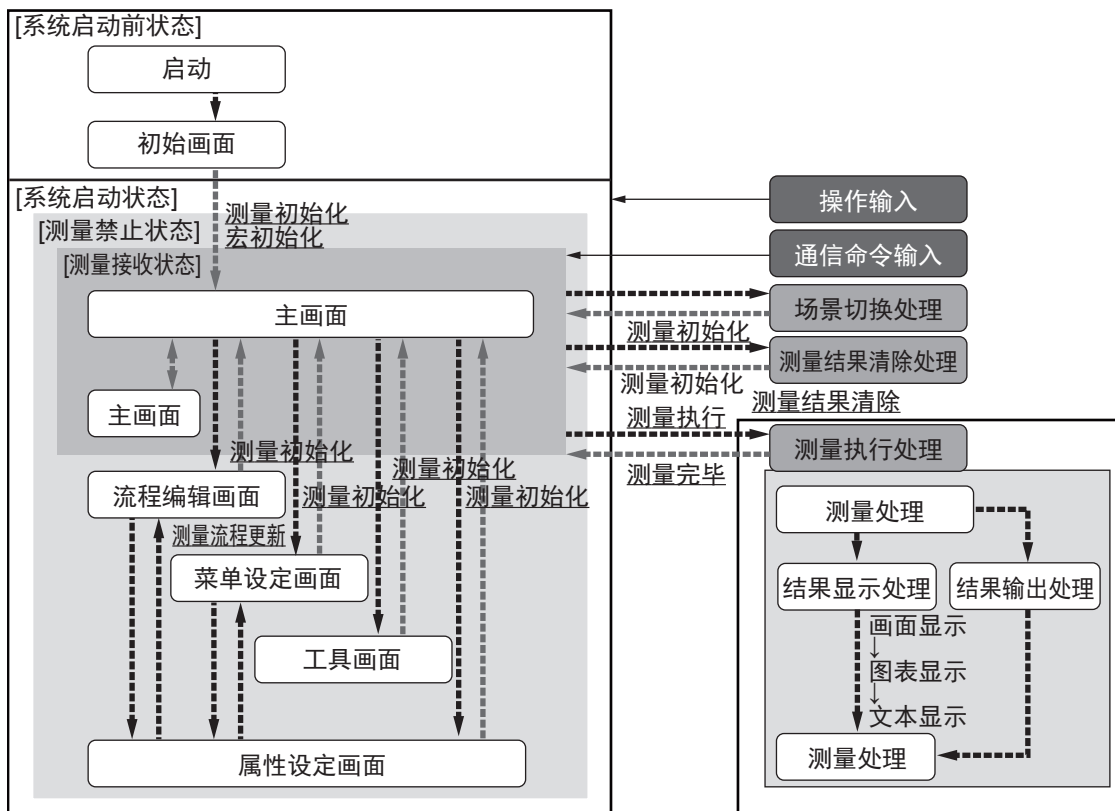 [系统启动前状态]
启动
初始画面
[系统启动状态]
测量初始化
宏初始化
[测量禁止状态]
[测量接收状态]
主画面
主画面
测量初始化
测量初始化
测量初始化
测量初始化
流程编辑画面
测量流程更新
菜单设定画面
工具画面
属性设定画面
操作输入
通信命令输入
场景切换处理
测量初始化
测量结果清除处理
测量初始化
测量结果清除
测量执行
测量执行处理
测量完毕
测量处理
结果显示处理
结果输出处理
画面显示
↓
图表显示
↓
文本显示
测量处理